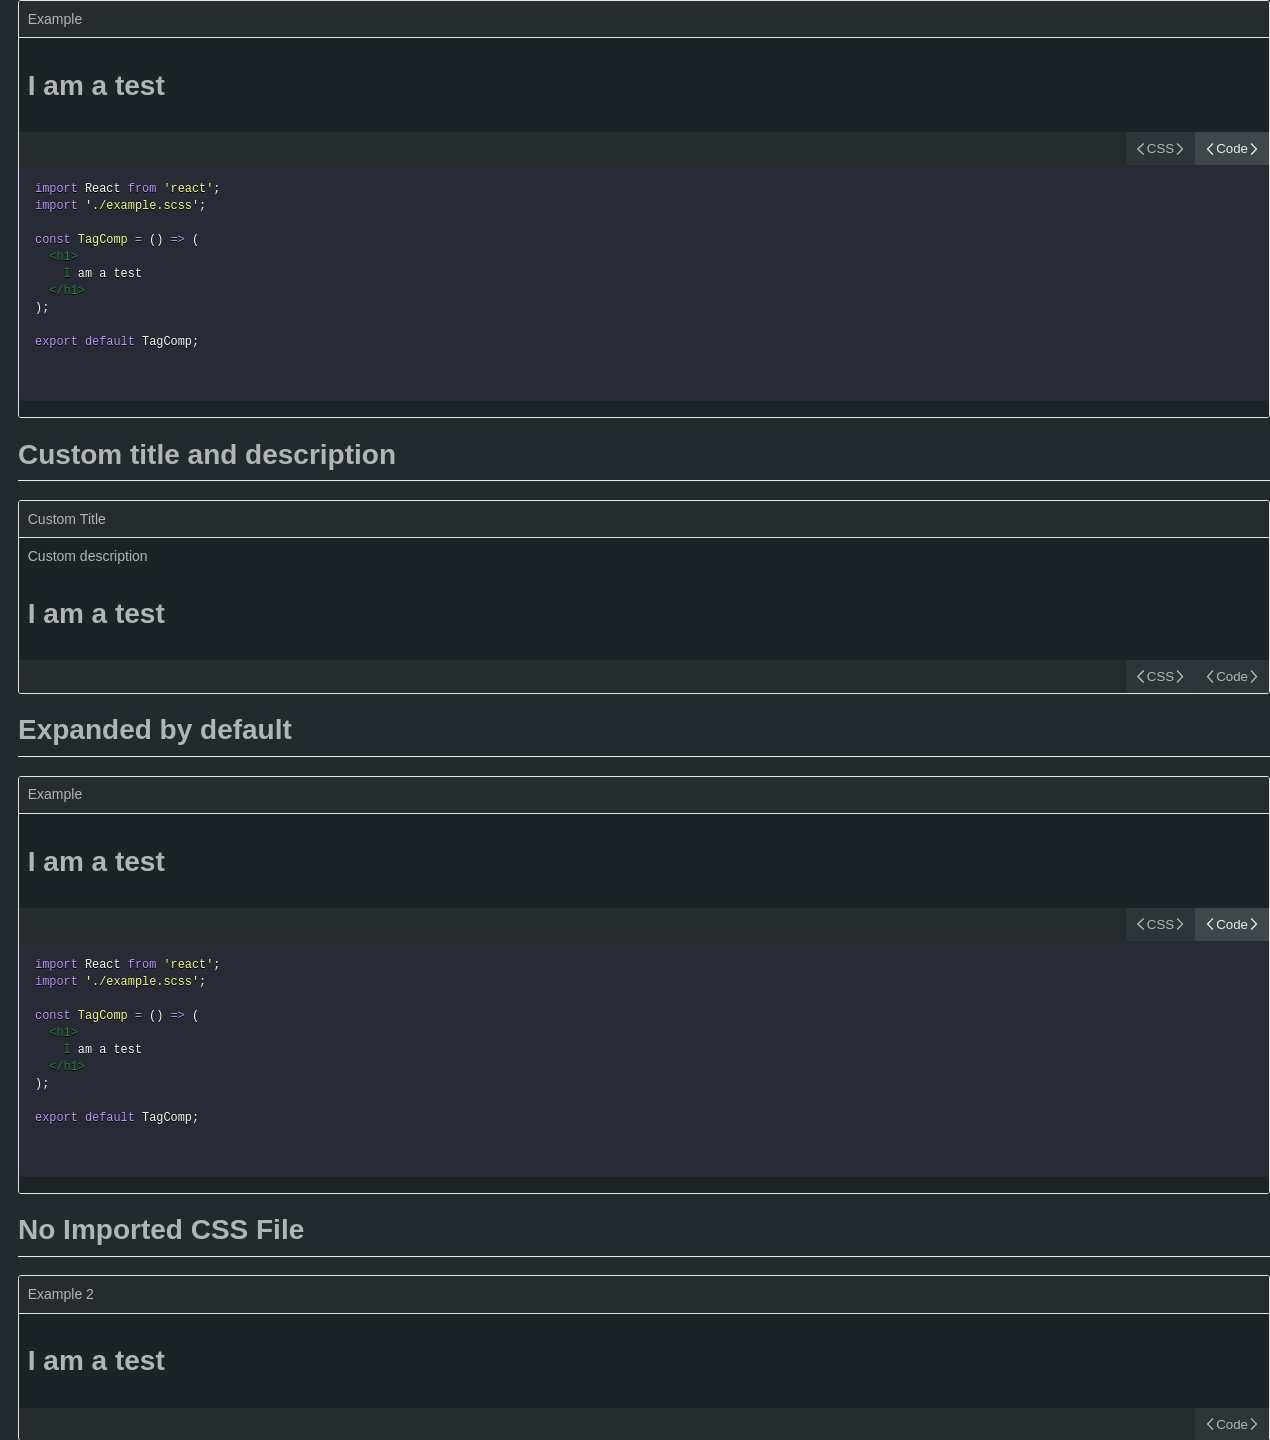 Example
I am a test
CSS Code
import React from 'react';
import './example.scss';
const TagComp = () => (
<h1>
I am a test
</h1>
);
export default TagComp;
Custom title and description
Custom Title
Custom description
I am a test
CSS Code
Expanded by default
Example
I am a test
CSS Code
import React from 'react';
import './example.scss';
const TagComp = () => (
<h1>
I am a test
</h1>
);
export default TagComp;
No Imported CSS File
Example 2
I am a test
Code